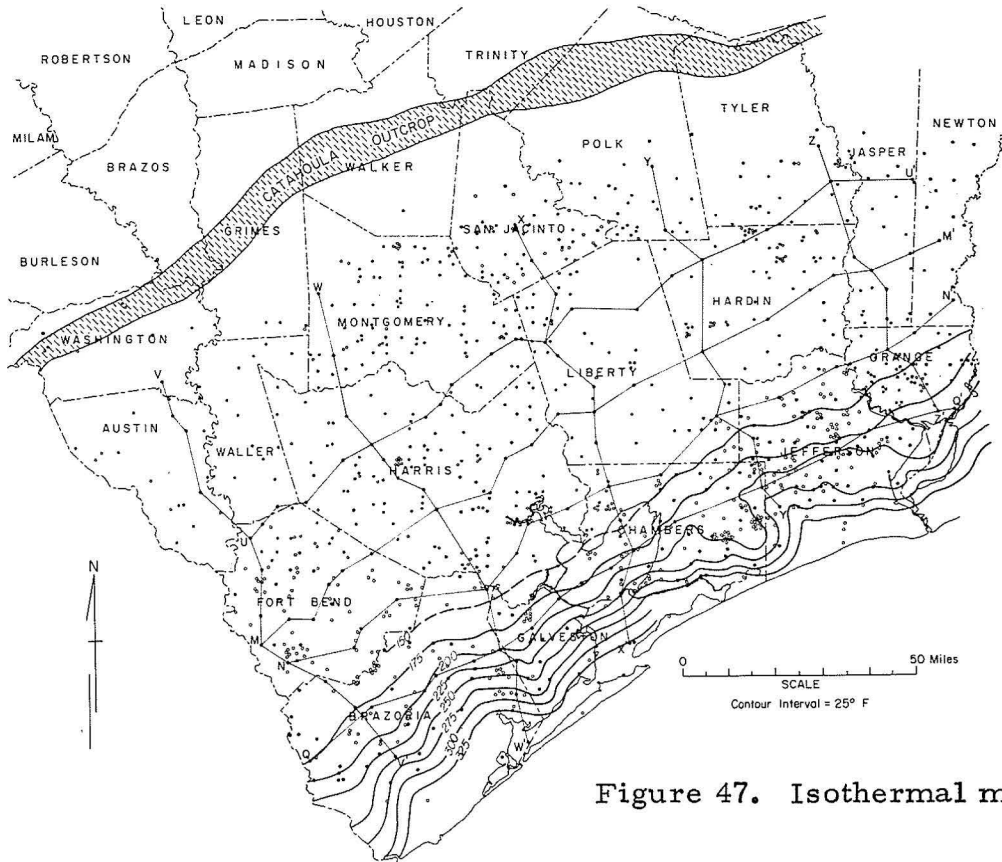 LEON
HOUSTON
ROBERTSON
MADISON
TRINITY
TYLER
MILAM
BRAZOS
CATAHOULA OUTCROP
WALKER
POLK
Z
JASPER
NEWTON
Y
U
GRIMES
X
SAN JACINTO
M
BURLESON
W
HARDIN
N
MONTGOMERY
WASHINGTON
ORANGE
V
LIBERTY
Z'
Q'
AUSTIN
WALLER
HARRIS
JEFFERSON
Y'
CHAMBERS
U
N
FORT BEND
M
150
GALVESTON
N
175
200
X'
0
50 Miles
225
SCALE
250
Contour Interval = 25° F
BRAZORIA
275
300
325
Q
W'
V'
Figure 47. Isothermal m